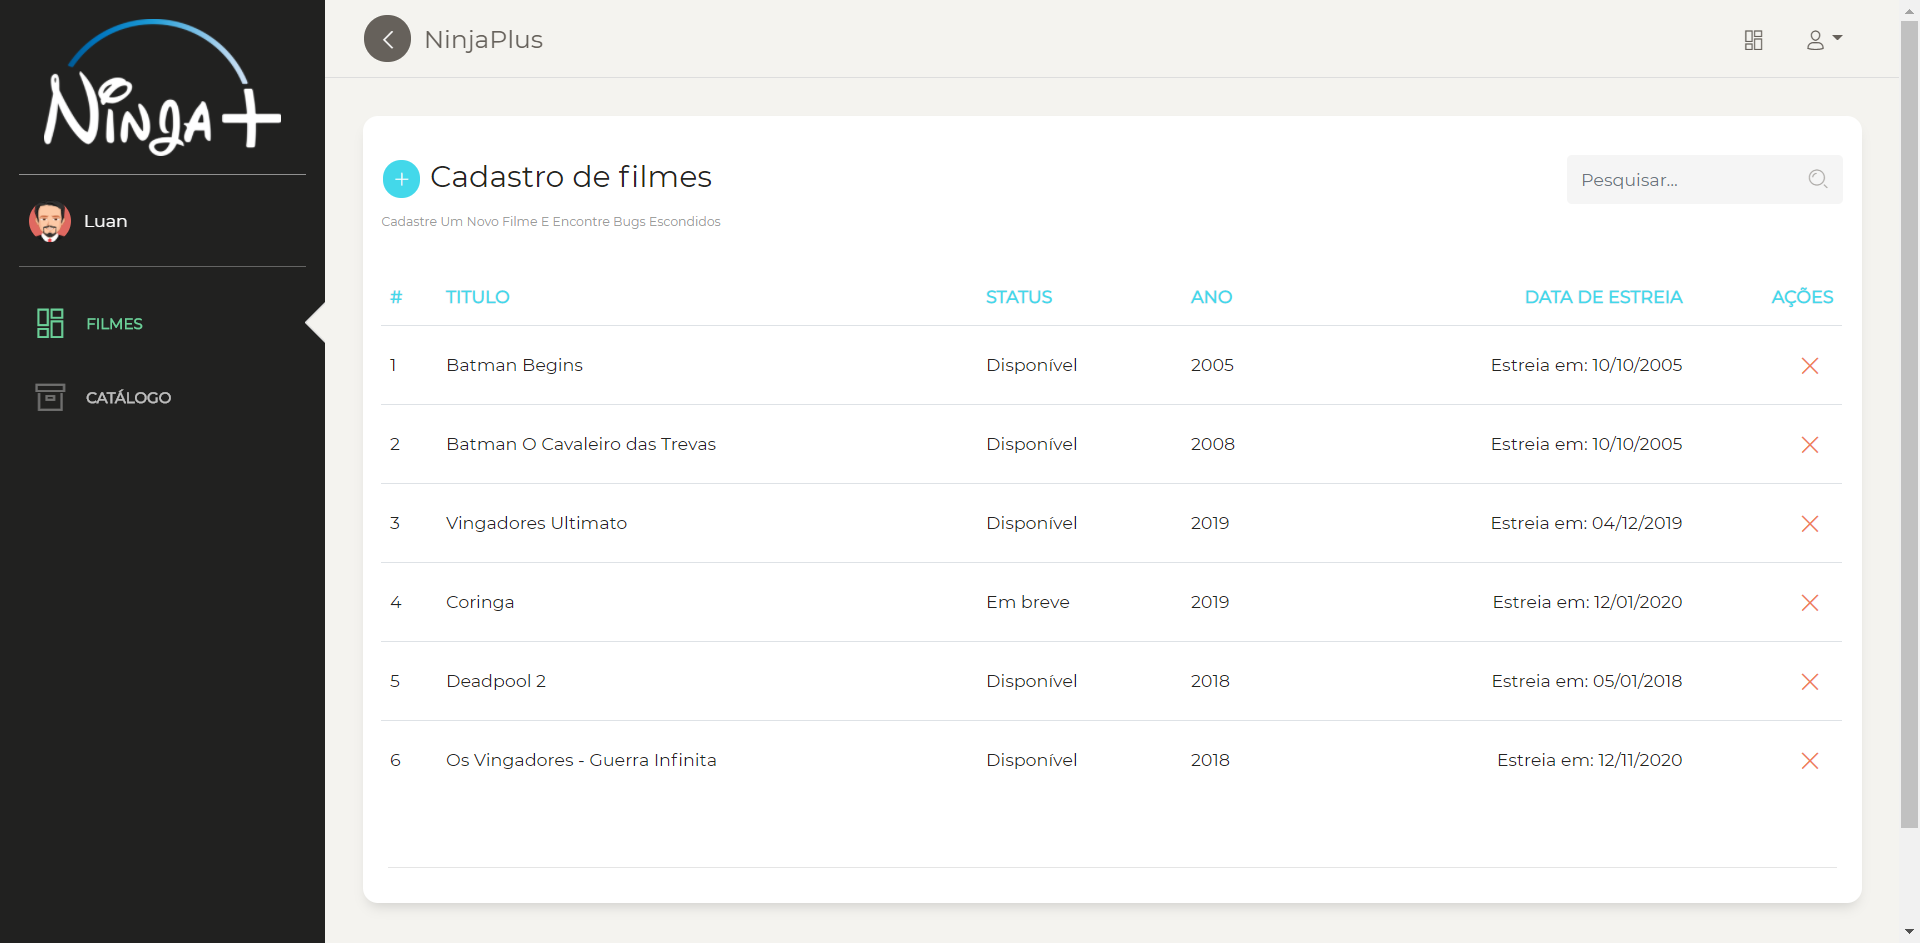 Ninja+
NinjaPlus
Luan
FILMES
CATÁLOGO
Cadastro de filmes
Pesquisar...
Cadastre Um Novo Filme E Encontre Bugs Escondidos
# TITULO STATUS ANO DATA DE ESTREIA AÇÕES
1 Batman Begins Disponível 2005 Estreia em: 10/10/2005
2 Batman O Cavaleiro das Trevas Disponível 2008 Estreia em: 10/10/2005
3 Vingadores Ultimato Disponível 2019 Estreia em: 04/12/2019
4 Coringa Em breve 2019 Estreia em: 12/01/2020
5 Deadpool 2 Disponível 2018 Estreia em: 05/01/2018
6 Os Vingadores - Guerra Infinita Disponível 2018 Estreia em: 12/11/2020